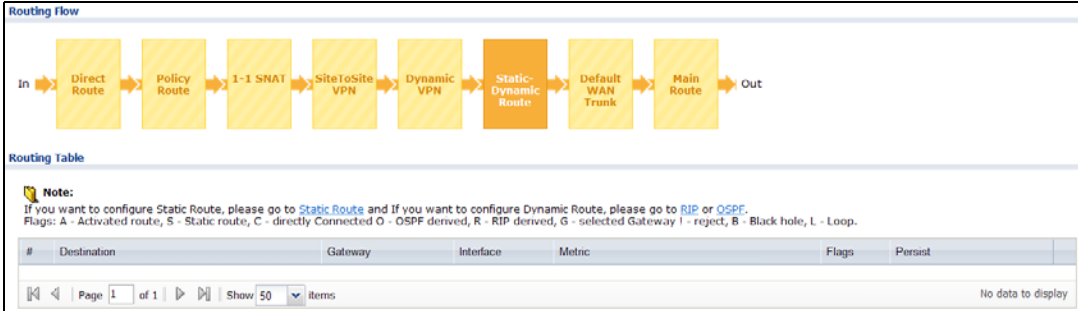 Routing Flow
In
Direct Route
Policy Route
1-1 SNAT
SiteToSite VPN
Dynamic VPN
Static-Dynamic Route
Default WAN Trunk
Main Route
Out
Routing Table
Note:
If you want to configure Static Route, please go to Static Route and If you want to configure Dynamic Route, please go to RIP or OSPF.
Flags: A - Activated route, S - Static route, C - directly Connected O - OSPF derived, R - RIP derived, G - selected Gateway ! - reject, B - Black hole, L - Loop.
# Destination Gateway Interface Metric Flags Persist
Page 1 of 1 Show 50 items No data to display